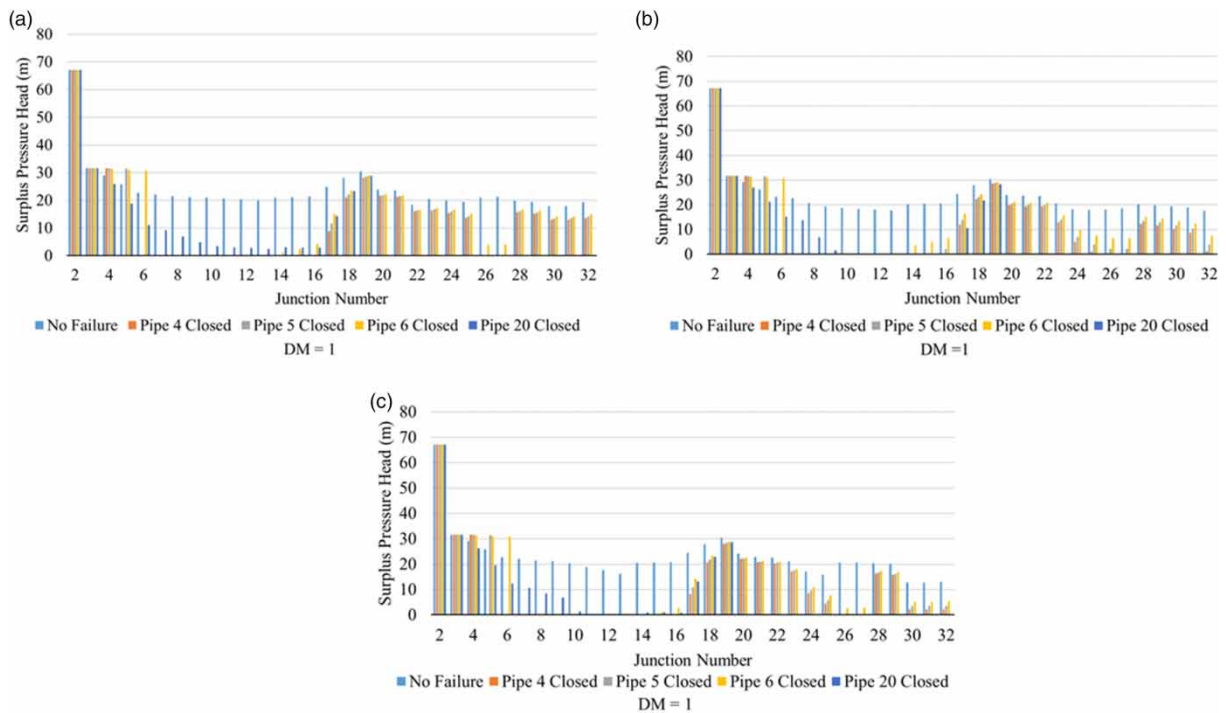 (a)
80
70
60
50
40
30
20
10
0
Surplus Pressure Head (m)
2 4 6 8 10 12 14 16 18 20 22 24 26 28 30 32
Junction Number
No Failure Pipe 4 Closed Pipe 5 Closed Pipe 6 Closed Pipe 20 Closed
DM = 1
(b)
80
70
60
50
40
30
20
10
0
Surplus Pressure Head (m)
2 4 6 8 10 12 14 16 18 20 22 24 26 28 30 32
Junction Number
No Failure Pipe 4 Closed Pipe 5 Closed Pipe 6 Closed Pipe 20 Closed
DM =1
(c)
80
70
60
50
40
30
20
10
0
Surplus Pressure Head (m)
2 4 6 8 10 12 14 16 18 20 22 24 26 28 30 32
Junction Number
No Failure Pipe 4 Closed Pipe 5 Closed Pipe 6 Closed Pipe 20 Closed
DM = 1